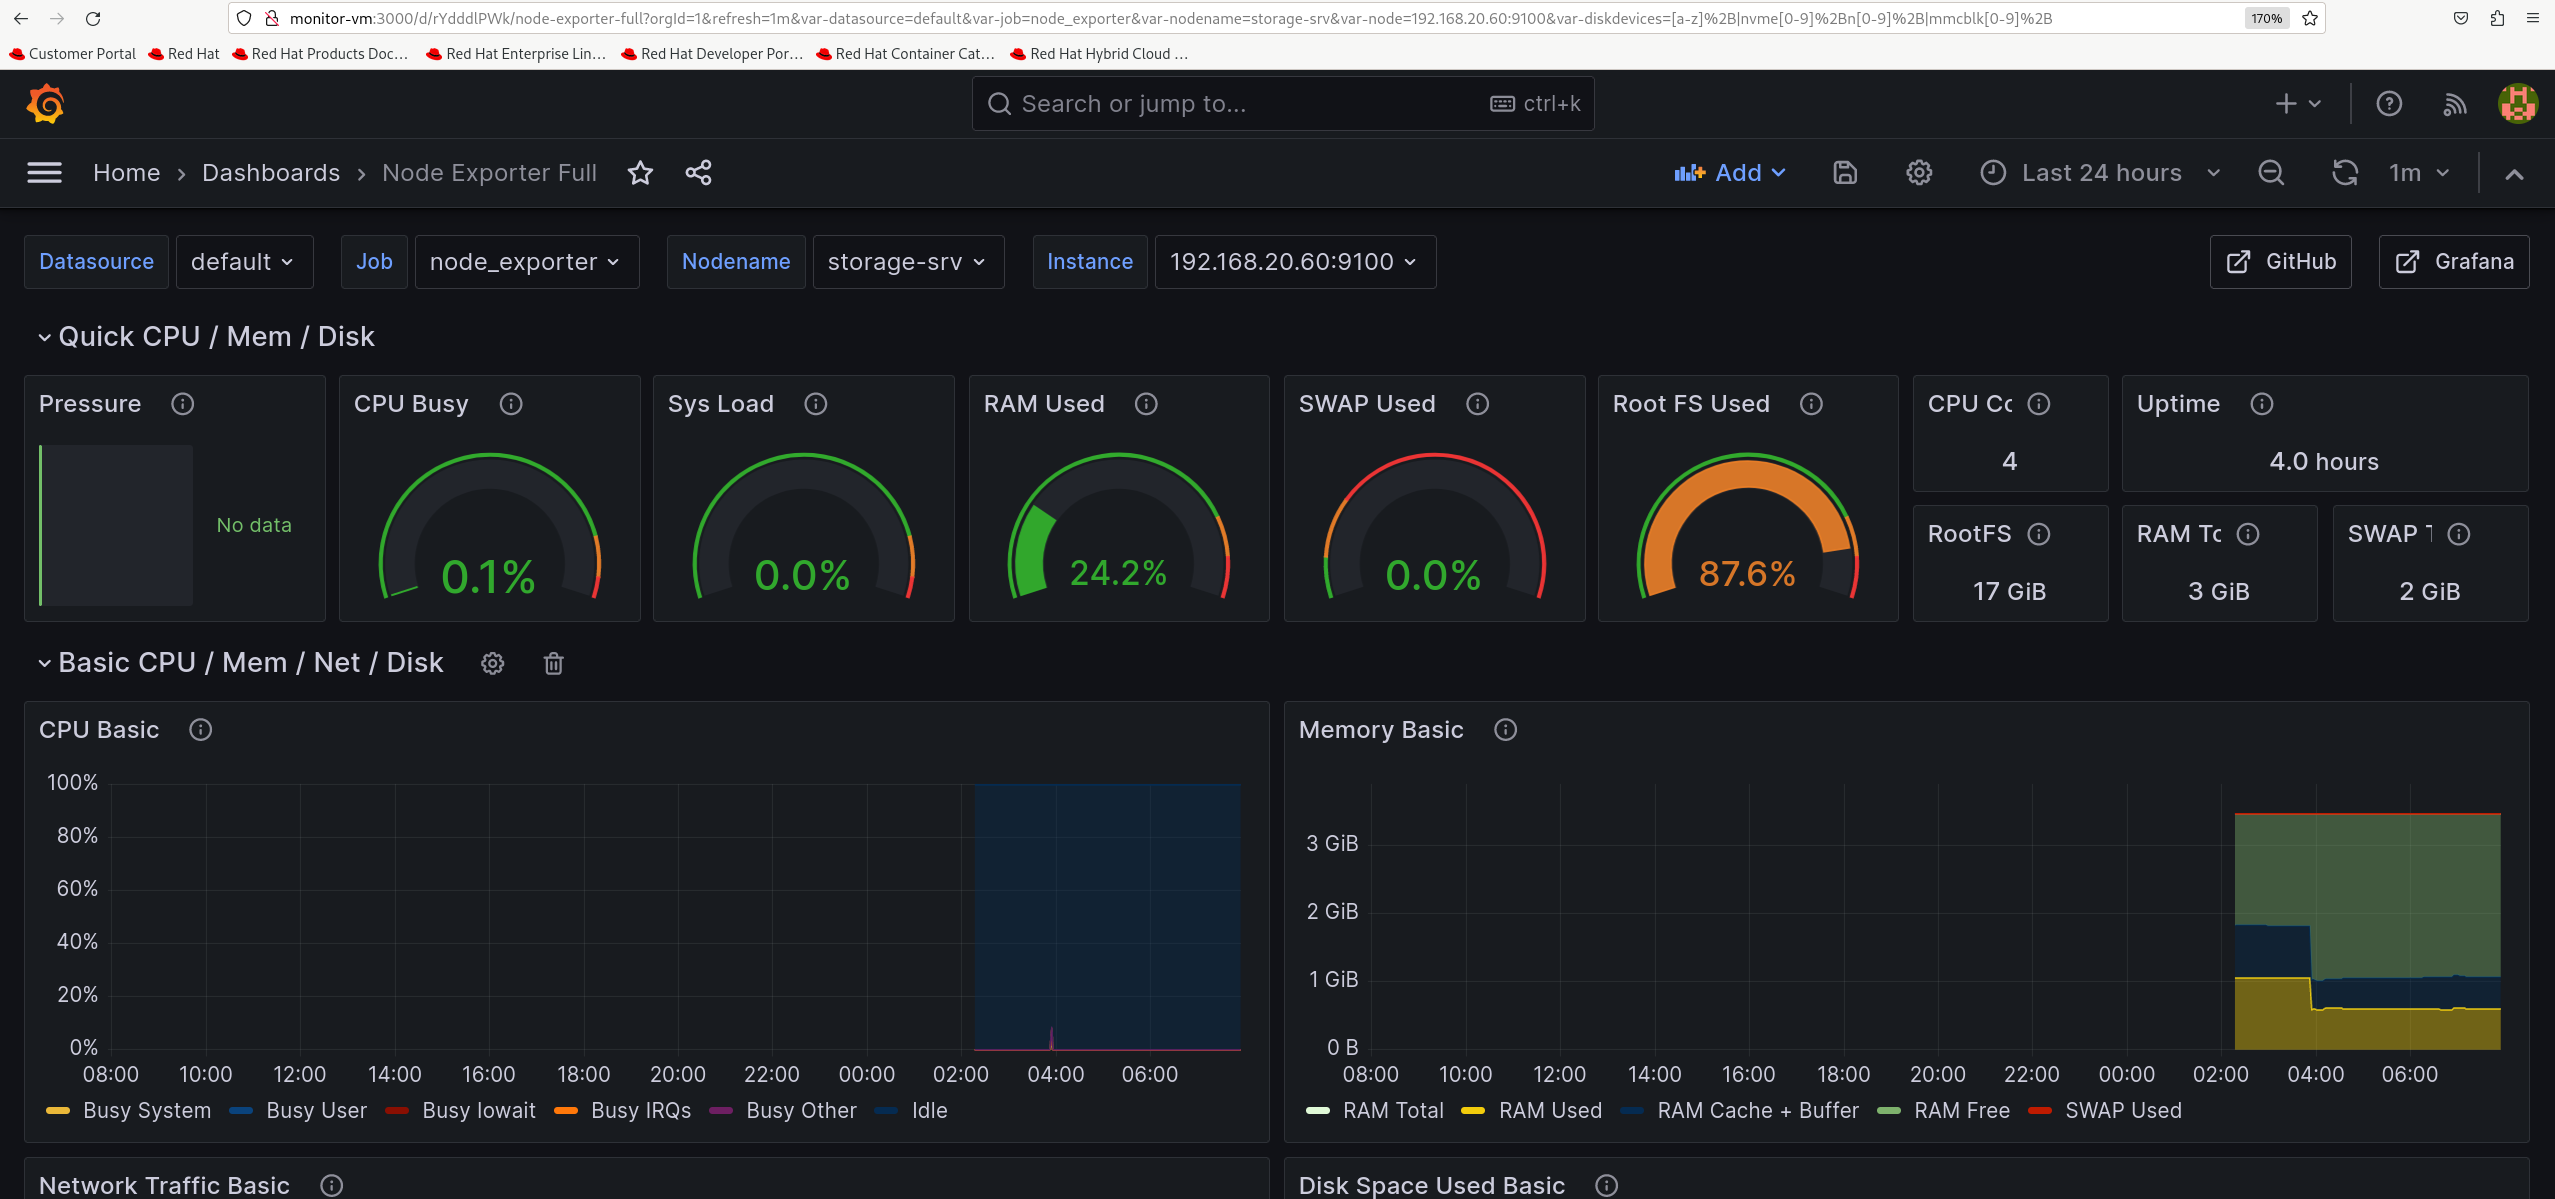 monitor-vm:3000/d/rYdddlPWk/node-exporter-full?orgId=1&refresh=1m&var-datasource=default&var-job=node_exporter&var-nodename=storage-srv&var-node=192.168.20.60:9100&var-diskdevices=[a-z]%2B|nvme[0-9]%2Bn[0-9]%2B|mmcblk[0-9]%2B 170%
Customer Portal Red Hat Red Hat Products Doc… Red Hat Enterprise Lin… Red Hat Developer Por… Red Hat Container Cat… Red Hat Hybrid Cloud …
Search or jump to... ctrl+k
Home › Dashboards › Node Exporter Full Add Last 24 hours 1m
Datasource default Job node_exporter Nodename storage-srv Instance 192.168.20.60:9100 GitHub Grafana
Quick CPU / Mem / Disk
Pressure CPU Busy Sys Load RAM Used SWAP Used Root FS Used CPU Co Uptime
4 4.0 hours
No data 0.1% 0.0% 24.2% 0.0% 87.6%
RootFS RAM To SWAP T
17 GiB 3 GiB 2 GiB
Basic CPU / Mem / Net / Disk
CPU Basic
100%
80%
60%
40%
20%
0%
08:00 10:00 12:00 14:00 16:00 18:00 20:00 22:00 00:00 02:00 04:00 06:00
Busy System Busy User Busy Iowait Busy IRQs Busy Other Idle
Memory Basic
3 GiB
2 GiB
1 GiB
0 B
08:00 10:00 12:00 14:00 16:00 18:00 20:00 22:00 00:00 02:00 04:00 06:00
RAM Total RAM Used RAM Cache + Buffer RAM Free SWAP Used
Network Traffic Basic
Disk Space Used Basic